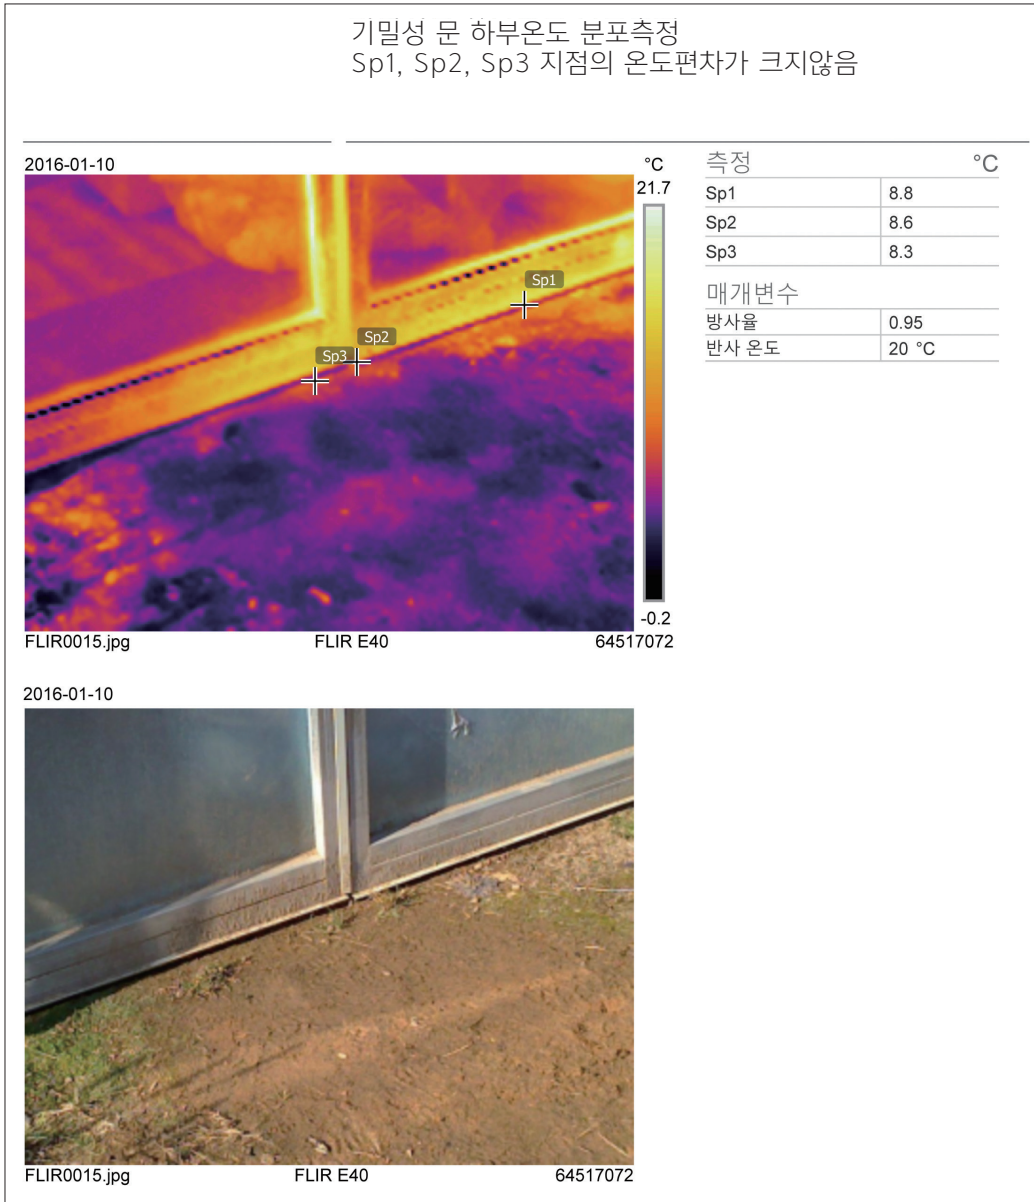 기밀성 문 하부온도 분포측정
Sp1, Sp2, Sp3 지점의 온도편차가 크지않음
2016-01-10
°C
21.7
Sp1
Sp2
Sp3
-0.2
FLIR0015.jpg FLIR E40 64517072
측정 °C
Sp1 8.8
Sp2 8.6
Sp3 8.3
매개변수
방사율 0.95
반사 온도 20 °C
2016-01-10
FLIR0015.jpg FLIR E40 64517072